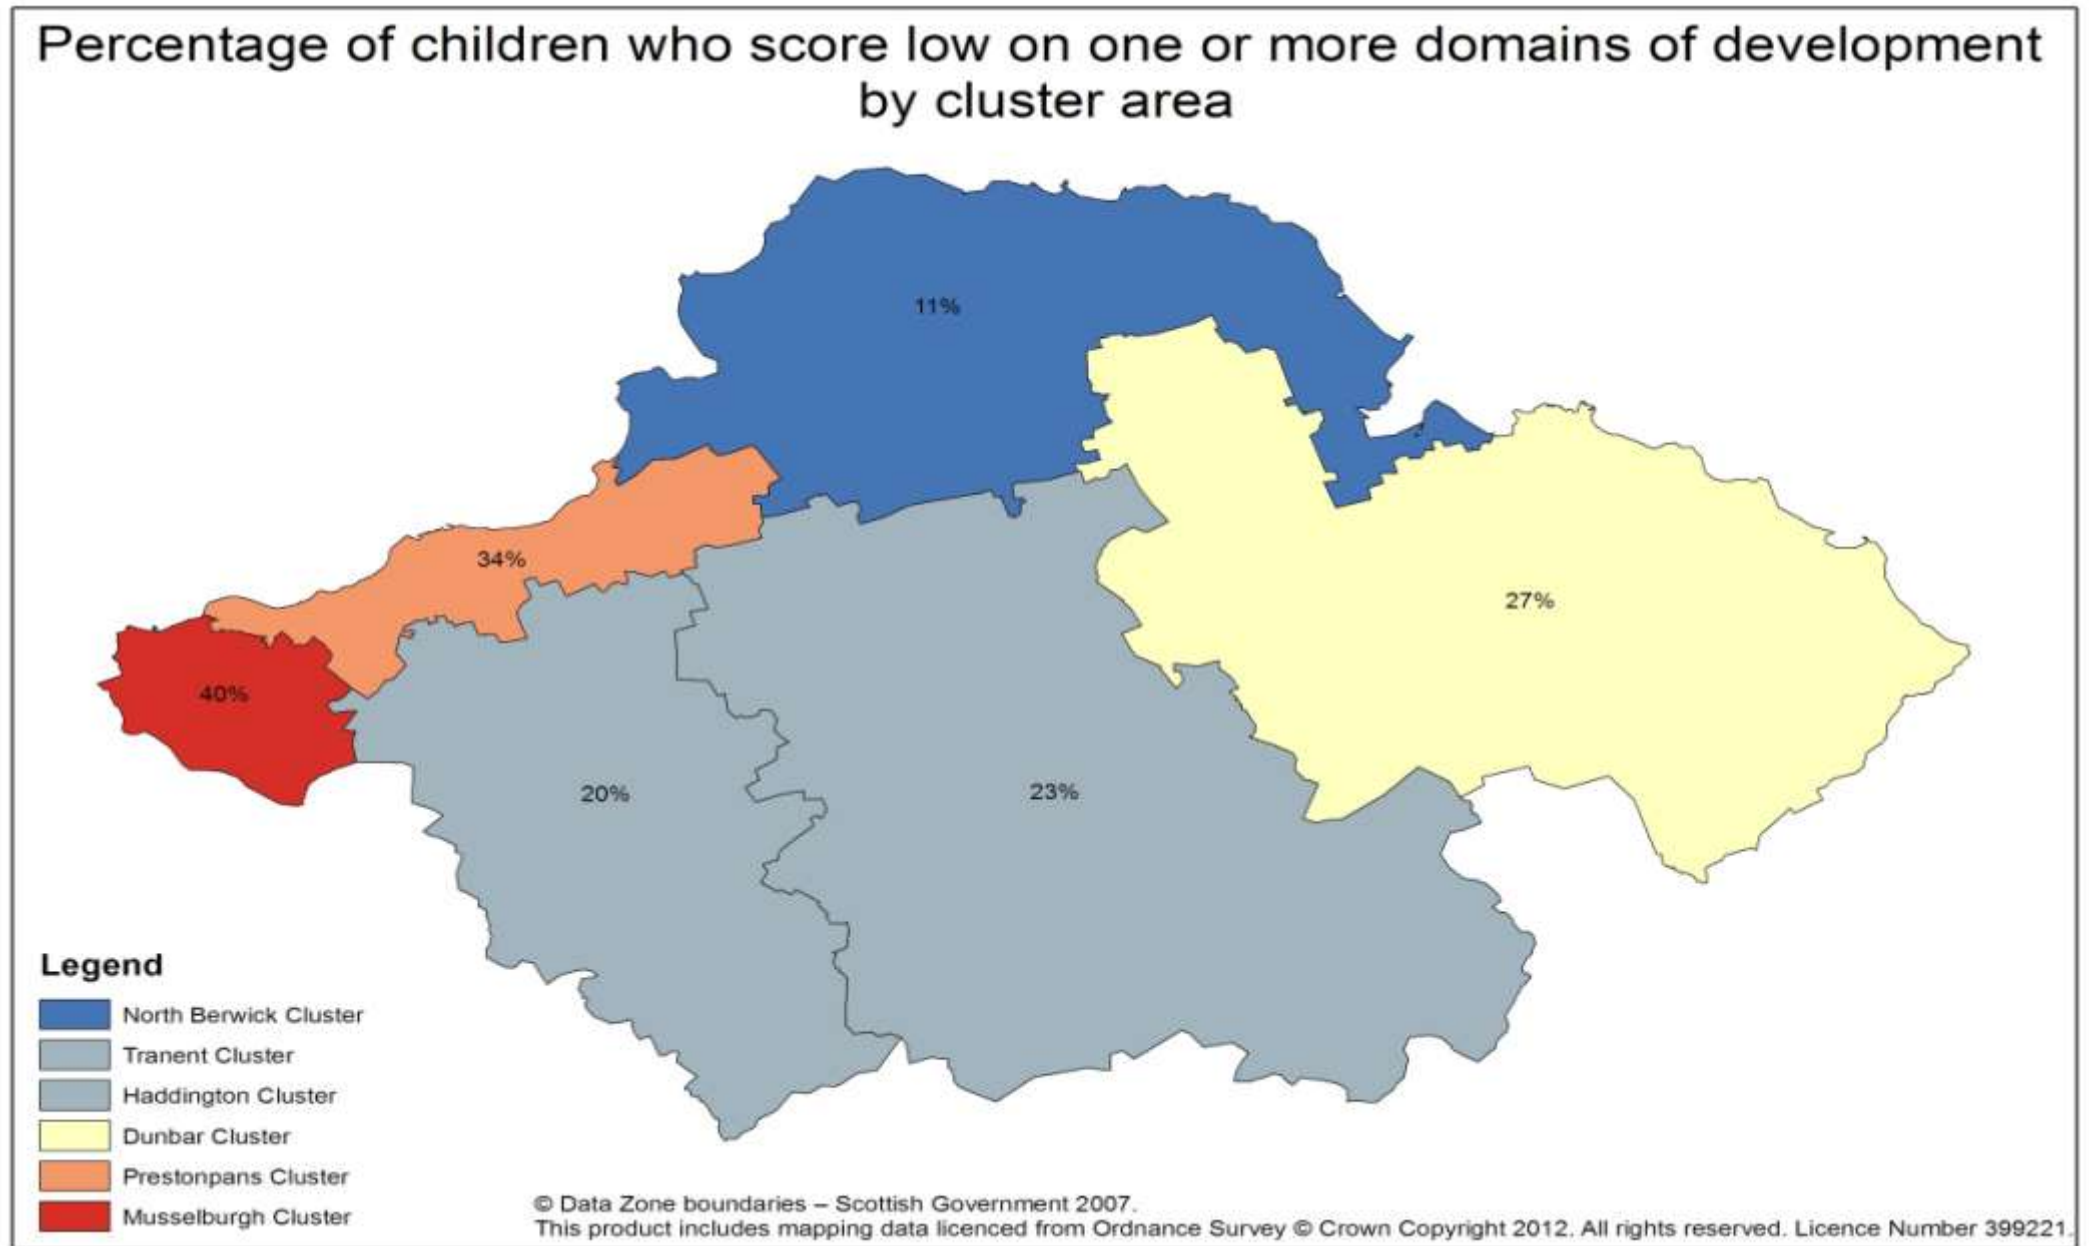 Percentage of children who score low on one or more domains of development
by cluster area
11%
34%
27%
40%
20%
23%
Legend
North Berwick Cluster
Tranent Cluster
Haddington Cluster
Dunbar Cluster
Prestonpans Cluster
Musselburgh Cluster
© Data Zone boundaries – Scottish Government 2007.
This product includes mapping data licenced from Ordnance Survey © Crown Copyright 2012. All rights reserved. Licence Number 399221.